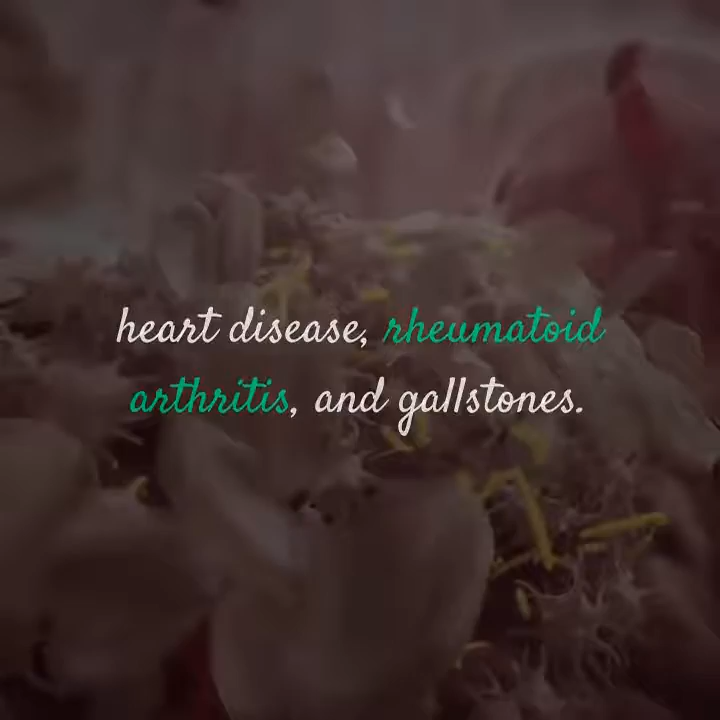 heart disease, rheumatoid
arthritis, and gallstones.